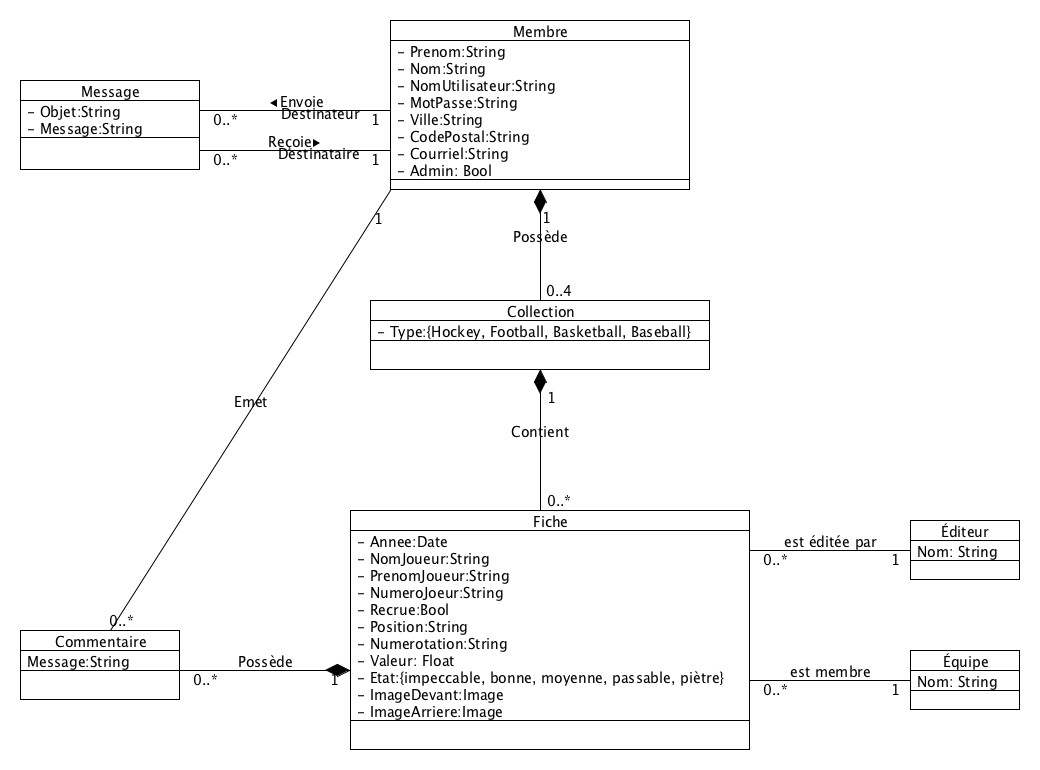 Membre
– Prenom:String
– Nom:String
– NomUtilisateur:String
– MotPasse:String
– Ville:String
– CodePostal:String
– Courriel:String
– Admin: Bool
Message
– Objet:String
– Message:String
◄Envoie
Destinateur
0..*
1
Reçoie►
Destinataire
0..*
1
1
1
Possède
0..4
Collection
– Type:{Hockey, Football, Basketball, Baseball}
1
Emet
Contient
0..*
Fiche
– Annee:Date
– NomJoueur:String
– PrenomJoueur:String
– NumeroJoeur:String
– Recrue:Bool
– Position:String
– Numerotation:String
– Valeur: Float
– Etat:{impeccable, bonne, moyenne, passable, piètre}
– ImageDevant:Image
– ImageArriere:Image
est éditée par
0..*
1
Éditeur
Nom: String
0..*
Commentaire
Message:String
Possède
0..*
1
est membre
0..*
1
Équipe
Nom: String